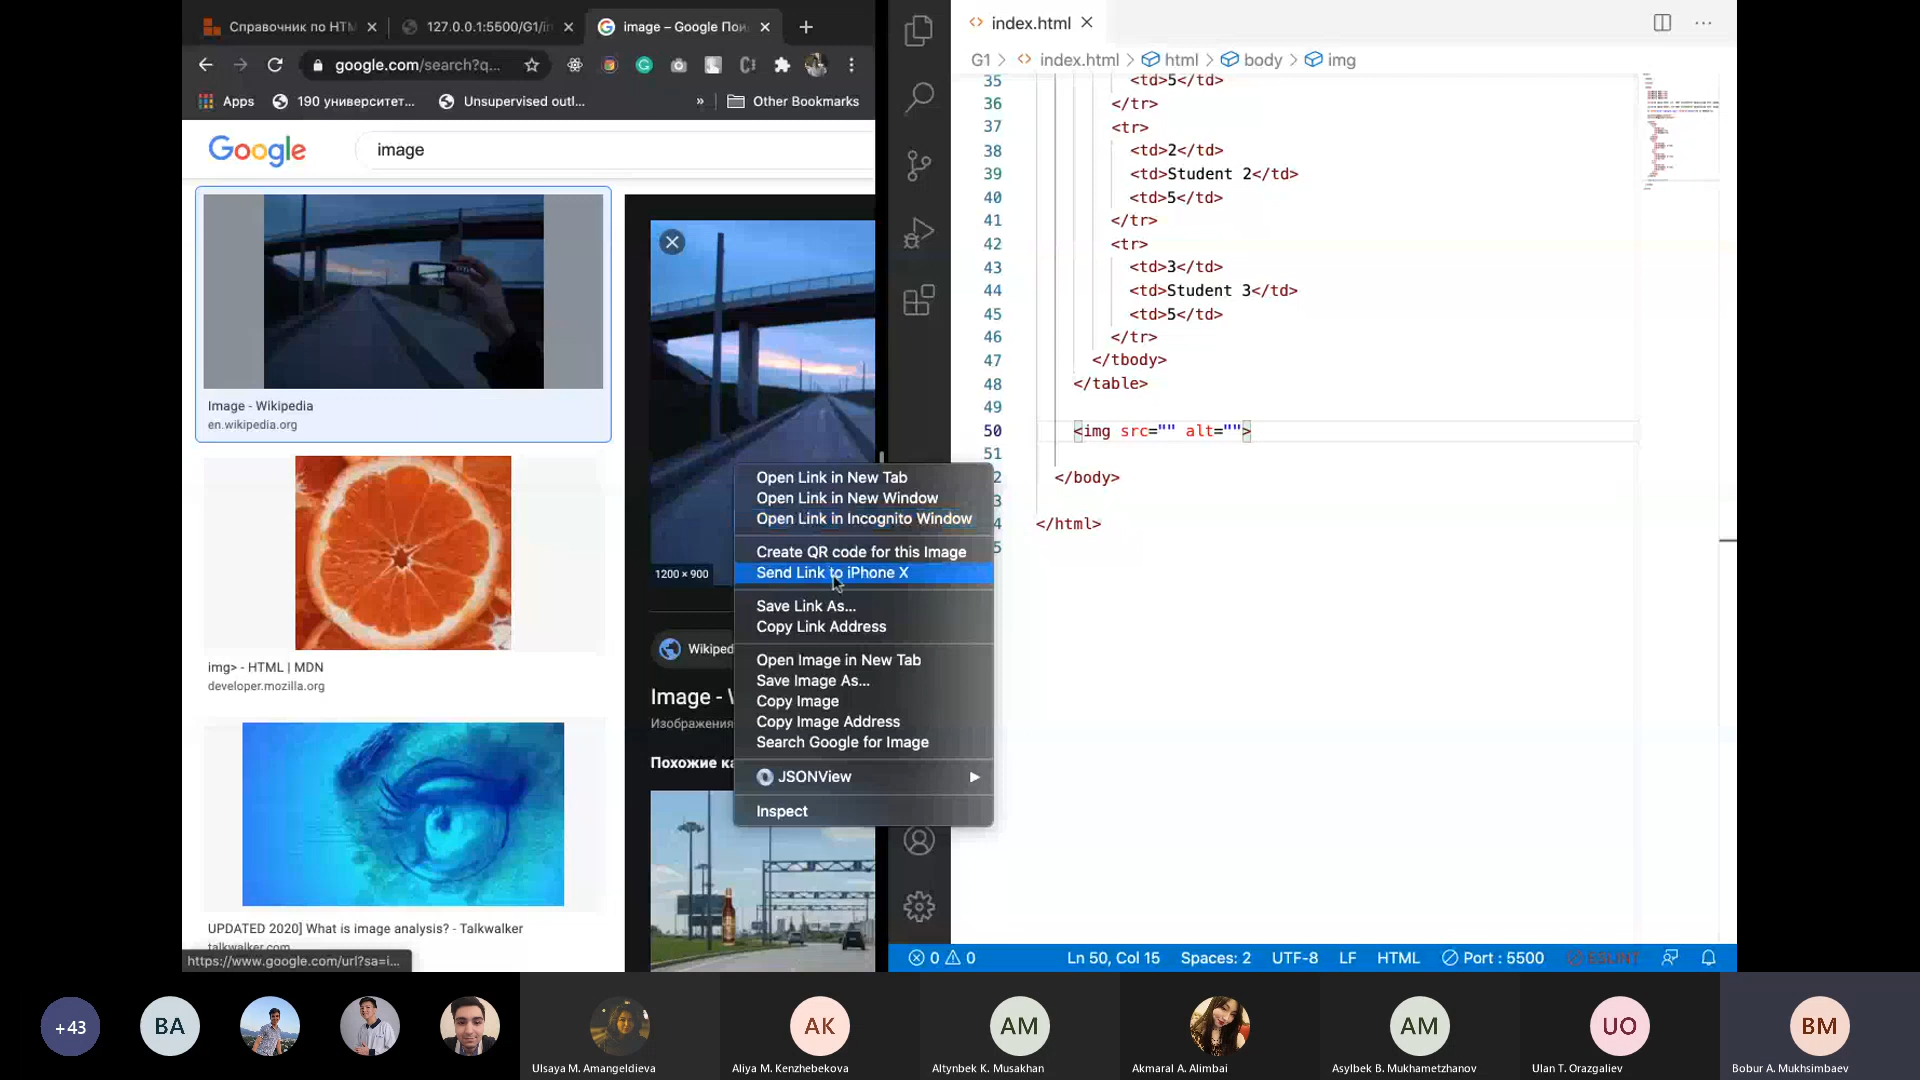 Справочник по HTM
127.0.0.1:5500/G1/in
image – Google Пои
google.com/search?q...
Apps
190 университет...
Unsupervised outl...
»
Other Bookmarks
Google
image
Image - Wikipedia
en.wikipedia.org
img> - HTML | MDN
developer.mozilla.org
UPDATED 2020] What is image analysis? - Talkwalker
talkwalker.com
https://www.google.com/url?sa=i...
1200 × 900
Wikiped
Image - W
Изображения
Похожие ка
Open Link in New Tab
Open Link in New Window
Open Link in Incognito Window
Create QR code for this Image
Send Link to iPhone X
Save Link As...
Copy Link Address
Open Image in New Tab
Save Image As...
Copy Image
Copy Image Address
Search Google for Image
JSONView
Inspect
index.html
G1 > index.html > html > body > img
35 <td>5</td>
36 </tr>
37 <tr>
38 <td>2</td>
39 <td>Student 2</td>
40 <td>5</td>
41 </tr>
42 <tr>
43 <td>3</td>
44 <td>Student 3</td>
45 <td>5</td>
46 </tr>
47 </tbody>
48 </table>
49
50 <img src="" alt="">
51
2 </body>
3
4 </html>
5
0 0
Ln 50, Col 15
Spaces: 2
UTF-8
LF
HTML
Port : 5500
ESLINT
+43
BA
Ulsaya M. Amangeldieva
AK
Aliya M. Kenzhebekova
AM
Altynbek K. Musakhan
Akmaral A. Alimbai
AM
Asylbek B. Mukhametzhanov
UO
Ulan T. Orazgaliev
BM
Bobur A. Mukhsimbaev